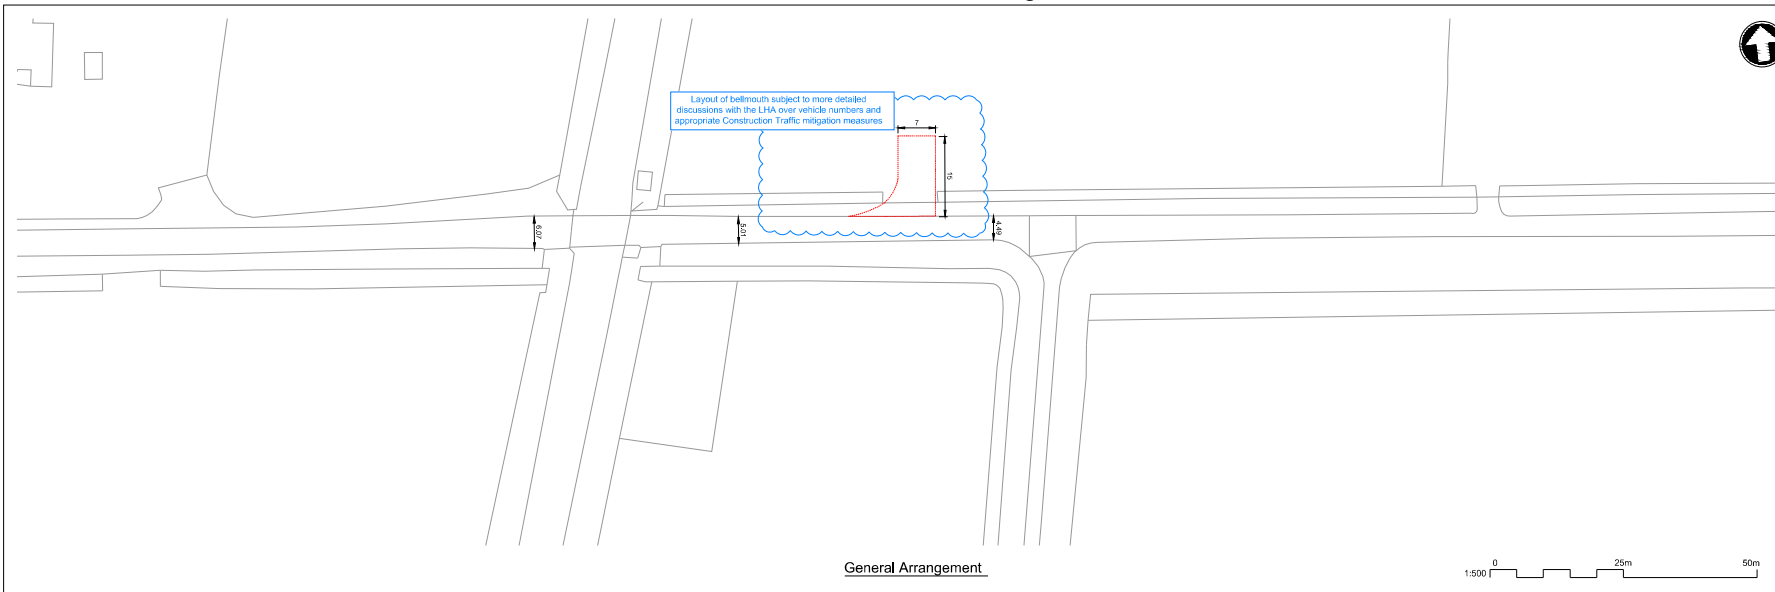 Layout of bellmouth subject to more detailed
discussions with the LHA over vehicle numbers and
appropriate Construction Traffic mitigation measures
7
15
6.07
5.01
4.49
General Arrangement
1:500
0 25m 50m